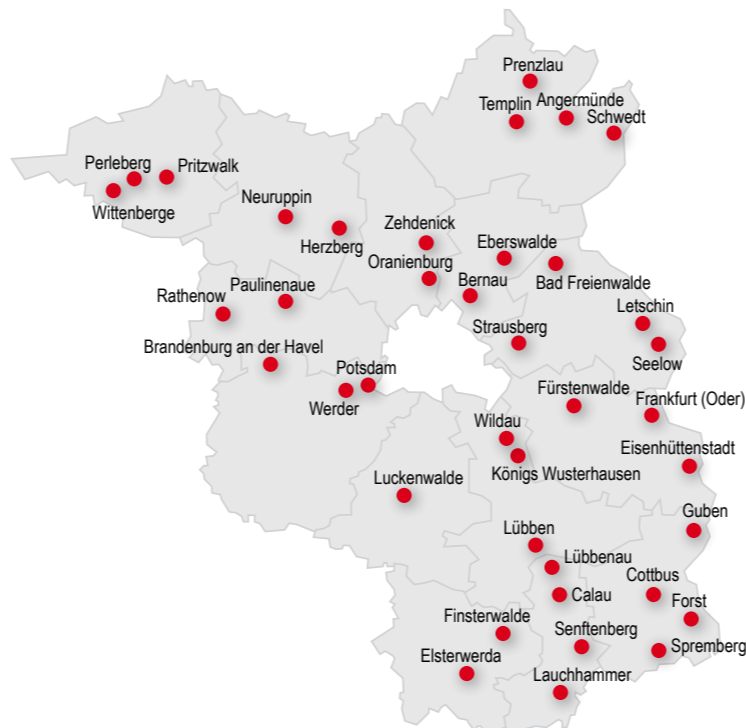 Prenzlau
Templin
Angermünde
Schwedt
Perleberg
Pritzwalk
Wittenberge
Neuruppin
Herzberg
Zehdenick
Oranienburg
Eberswalde
Bernau
Bad Freienwalde
Rathenow
Paulinenaue
Letschin
Strausberg
Seelow
Brandenburg an der Havel
Potsdam
Werder
Fürstenwalde
Frankfurt (Oder)
Wildau
Königs Wusterhausen
Eisenhüttenstadt
Luckenwalde
Guben
Lübben
Lübbenau
Calau
Cottbus
Forst
Finsterwalde
Senftenberg
Spremberg
Elsterwerda
Lauchhammer